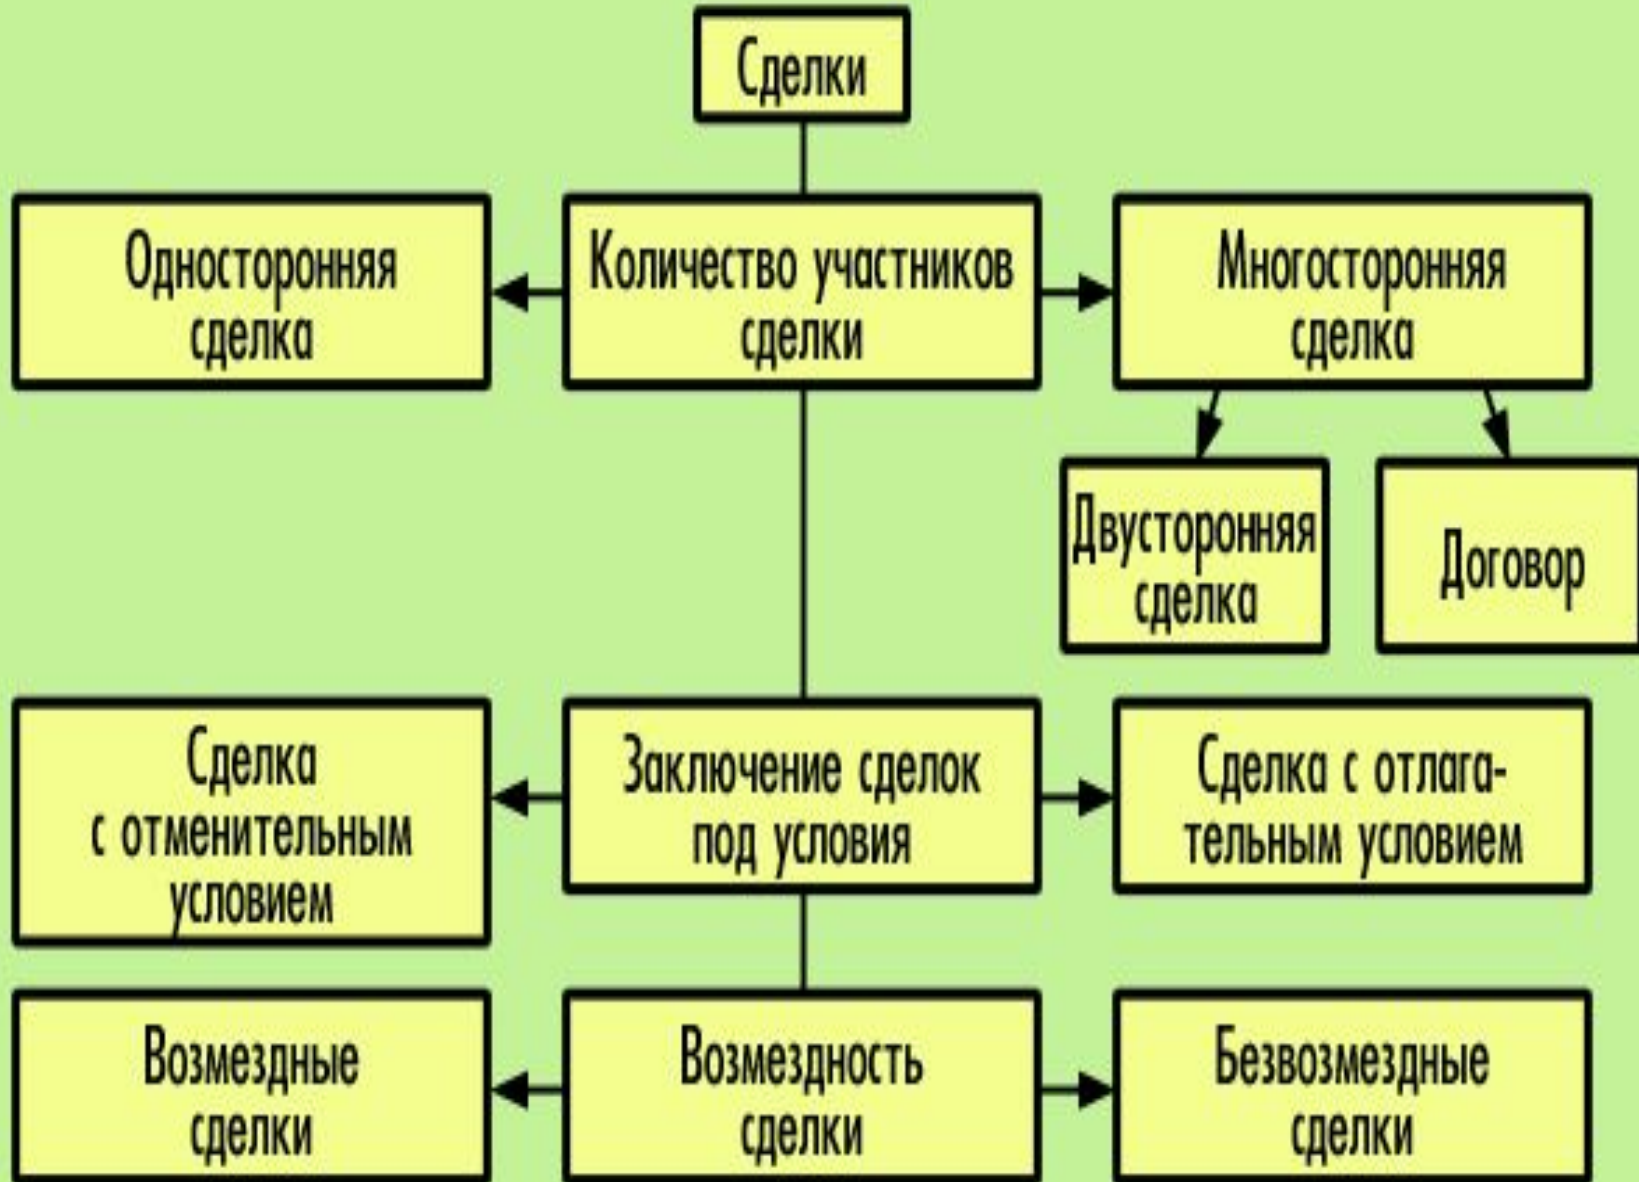 Сделки
Односторонняя
сделка
Количество участников
сделки
Многосторонняя
сделка
Двусторонняя
сделка
Договор
Сделка
с отменительным
условием
Заключение сделок
под условия
Сделка с отлага-
тельным условием
Возмездные
сделки
Возмездность
сделки
Безвозмездные
сделки